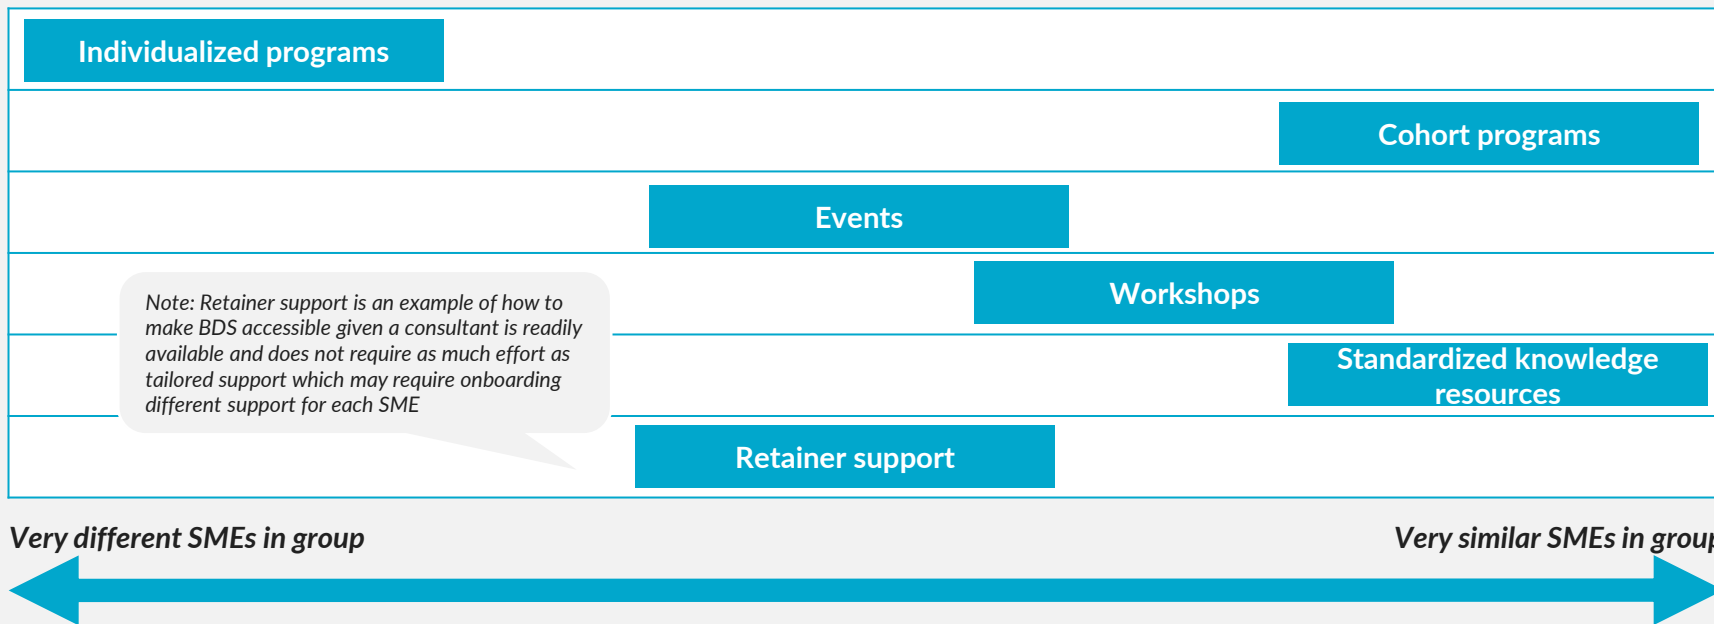 Individualized programs
Cohort programs
Events
Workshops
Note: Retainer support is an example of how to
make BDS accessible given a consultant is readily
available and does not require as much effort as
tailored support which may require onboarding
different support for each SME
Standardized knowledge
resources
Retainer support
Very different SMEs in group
Very similar SMEs in group